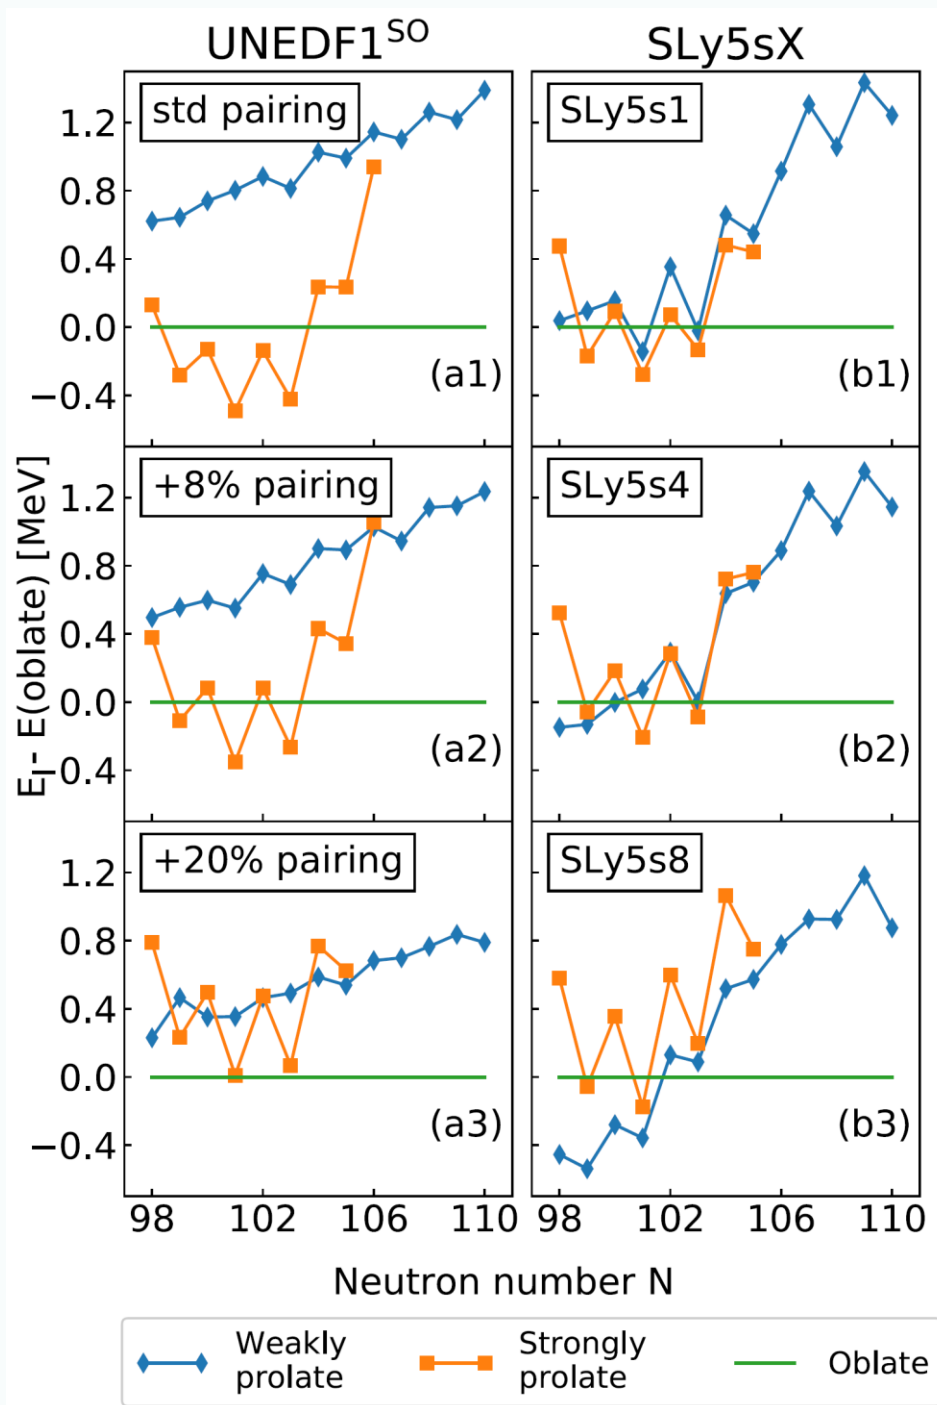 UNEDF1^SO
SLy5sX
std pairing
SLy5s1
1.2
0.8
0.4
0.0
−0.4
(a1)
(b1)
+8% pairing
SLy5s4
1.2
0.8
0.4
0.0
−0.4
(a2)
(b2)
+20% pairing
SLy5s8
1.2
0.8
0.4
0.0
−0.4
(a3)
(b3)
E_I- E(oblate) [MeV]
98 102 106 110
98 102 106 110
Neutron number N
Weakly prolate
Strongly prolate
Oblate